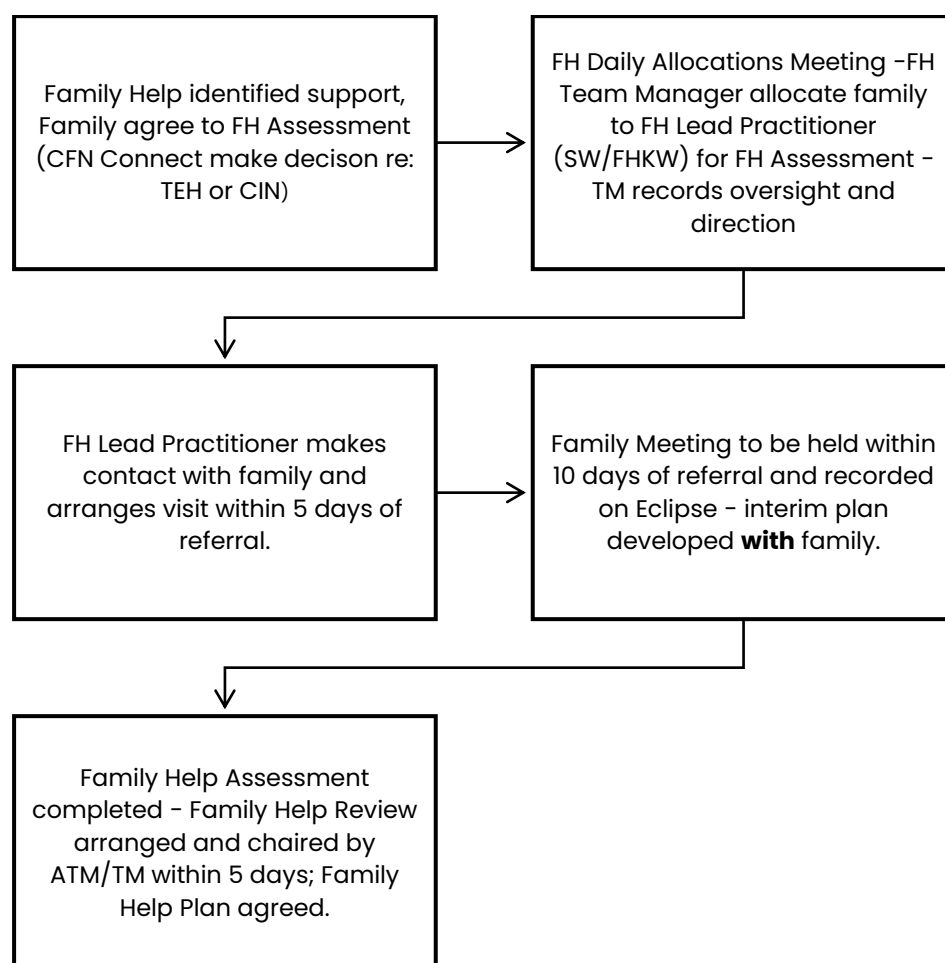 Family Help identified support,
Family agree to FH Assessment
(CFN Connect make decison re:
TEH or CIN)
FH Daily Allocations Meeting -FH
Team Manager allocate family
to FH Lead Practitioner
(SW/FHKW) for FH Assessment -
TM records oversight and
direction
FH Lead Practitioner makes
contact with family and
arranges visit within 5 days of
referral.
Family Meeting to be held within
10 days of referral and recorded
on Eclipse - interim plan
developed with family.
Family Help Assessment
completed - Family Help Review
arranged and chaired by
ATM/TM within 5 days; Family
Help Plan agreed.